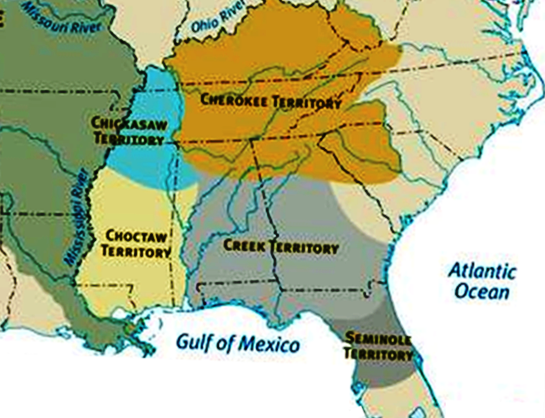 Missouri River
Ohio River
CHEROKEE TERRITORY
CHICKASAW
TERRITORY
Mississippi River
CHOCTAW
TERRITORY
CREEK TERRITORY
Atlantic
Ocean
Gulf of Mexico
SEMINOLE
TERRITORY